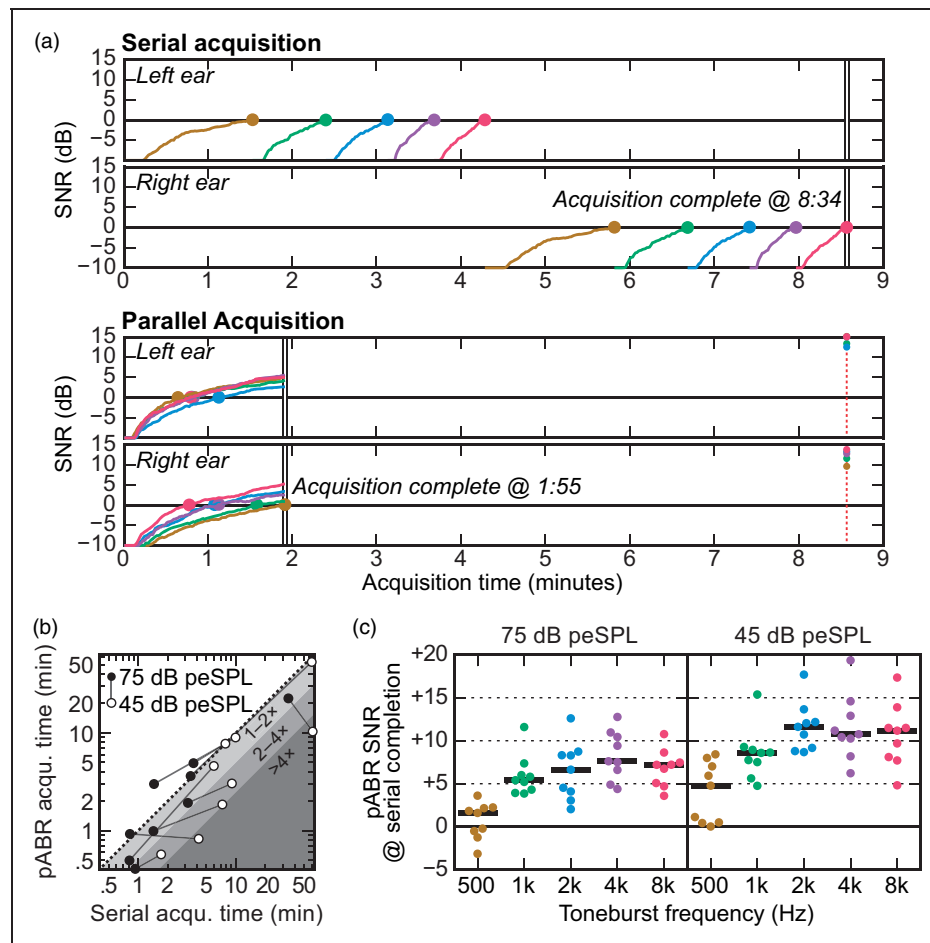 (a)
Serial acquisition
Left ear
15
10
5
0
−5
SNR (dB)
Right ear
Acquisition complete @ 8:34
15
10
5
0
−5
−10
0 1 2 3 4 5 6 7 8 9
Parallel Acquisition
Left ear
15
10
5
0
−5
SNR (dB)
Right ear
Acquisition complete @ 1:55
15
10
5
0
−5
−10
0 1 2 3 4 5 6 7 8 9
Acquisition time (minutes)
(b)
pABR acqu. time (min)
50
20
10
5
2
1
.5
75 dB peSPL
45 dB peSPL
1–2×
2–4×
>4×
.5 1 2 5 10 20 50
Serial acqu. time (min)
(c)
75 dB peSPL 45 dB peSPL
pABR SNR
@ serial completion
+20
+15
+10
+5
0
−5
500 1k 2k 4k 8k 500 1k 2k 4k 8k
Toneburst frequency (Hz)